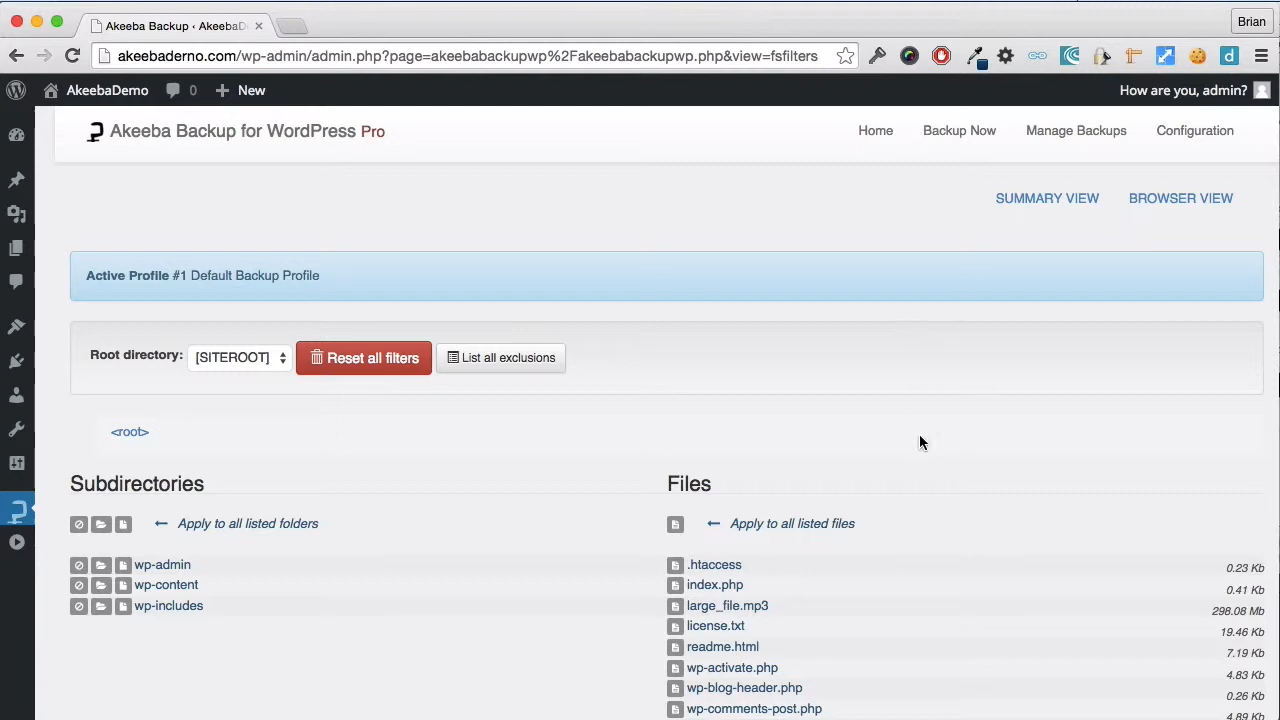 Akeeba Backup ‹ AkeebaD
Brian
akeebaderno.com/wp-admin/admin.php?page=akeebabackupwp%2Fakeebabackupwp.php&view=fsfilters
AkeebaDemo 0 New How are you, admin?
Akeeba Backup for WordPress Pro Home Backup Now Manage Backups Configuration
SUMMARY VIEW BROWSER VIEW
Active Profile #1 Default Backup Profile
Root directory: [SITEROOT] Reset all filters List all exclusions
<root>
Subdirectories Files
Apply to all listed folders Apply to all listed files
wp-admin .htaccess 0.23 Kb
wp-content index.php 0.41 Kb
wp-includes large_file.mp3 298.08 Mb
license.txt 19.46 Kb
readme.html 7.19 Kb
wp-activate.php 4.83 Kb
wp-blog-header.php 0.26 Kb
wp-comments-post.php 4.89 Kb